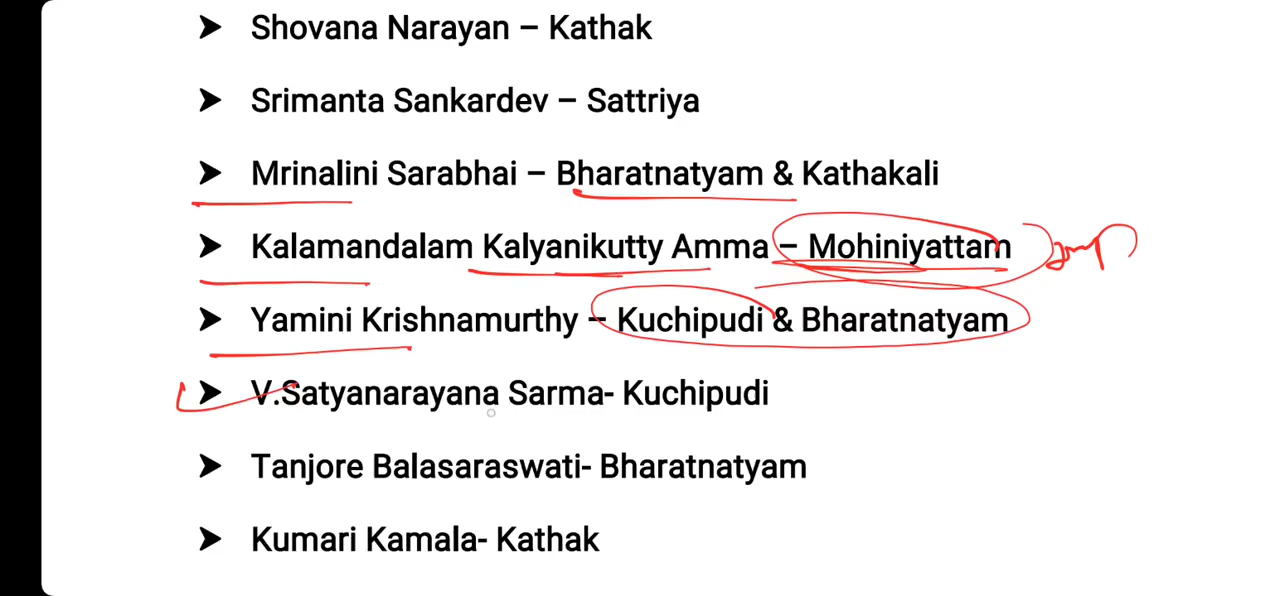 ➤ Shovana Narayan – Kathak
➤ Srimanta Sankardev – Sattriya
➤ Mrinalini Sarabhai – Bharatnatyam & Kathakali
➤ Kalamandalam Kalyanikutty Amma – Mohiniyattam
➤ Yamini Krishnamurthy – Kuchipudi & Bharatnatyam
➤ V.Satyanarayana Sarma- Kuchipudi
➤ Tanjore Balasaraswati- Bharatnatyam
➤ Kumari Kamala- Kathak